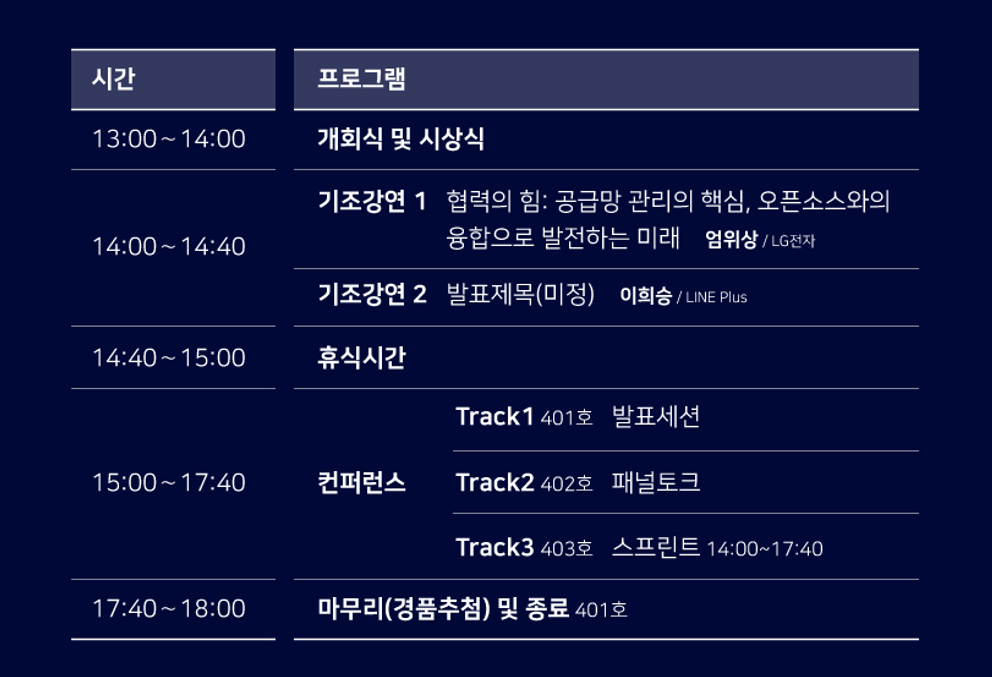 시간 프로그램
13:00~14:00 개회식 및 시상식
14:00~14:40
기조강연 1 협력의 힘: 공급망 관리의 핵심, 오픈소스와의
융합으로 발전하는 미래 엄위상 / LG전자
기조강연 2 발표제목(미정) 이희승 / LINE Plus
14:40~15:00 휴식시간
15:00~17:40 컨퍼런스
Track1 401호 발표세션
Track2 402호 패널토크
Track3 403호 스프린트 14:00~17:40
17:40~18:00 마무리(경품추첨) 및 종료 401호